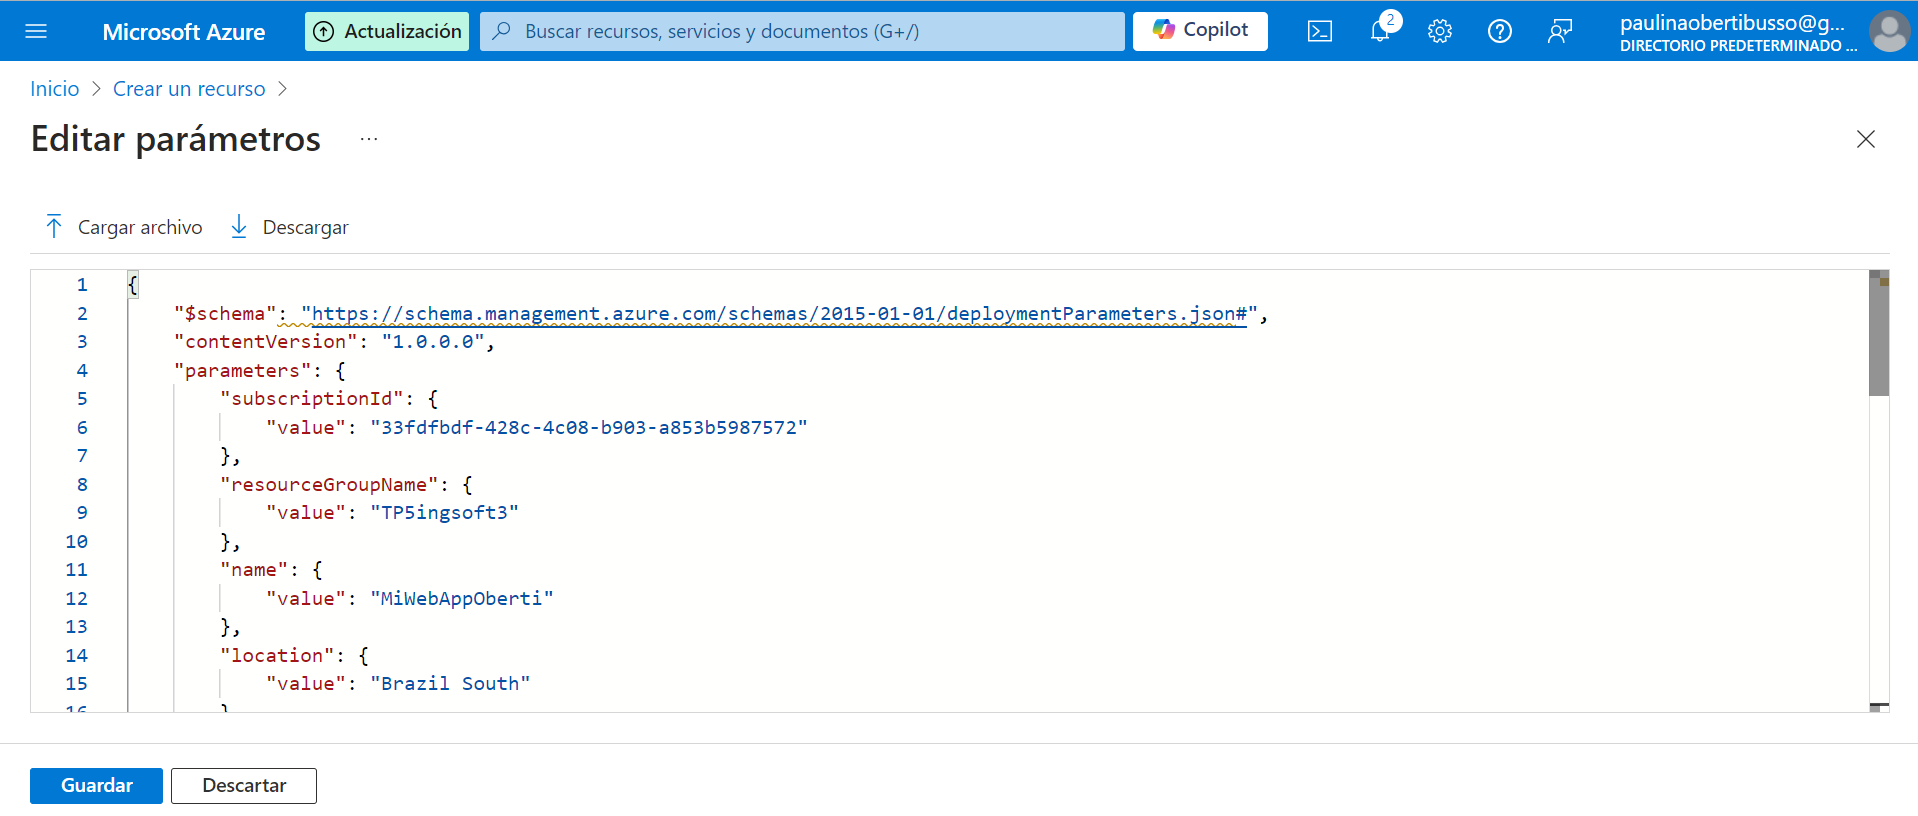 Microsoft Azure
Actualización
Buscar recursos, servicios y documentos (G+/)
Copilot
2
paulinaobertibusso@g...
DIRECTORIO PREDETERMINADO ...
Inicio > Crear un recurso >
Editar parámetros ...
Cargar archivo
Descargar
1 {
2 "$schema": "https://schema.management.azure.com/schemas/2015-01-01/deploymentParameters.json#",
3 "contentVersion": "1.0.0.0",
4 "parameters": {
5 "subscriptionId": {
6 "value": "33fdfbdf-428c-4c08-b903-a853b5987572"
7 },
8 "resourceGroupName": {
9 "value": "TP5ingsoft3"
10 },
11 "name": {
12 "value": "MiWebAppOberti"
13 },
14 "location": {
15 "value": "Brazil South"
16 }
Guardar
Descartar